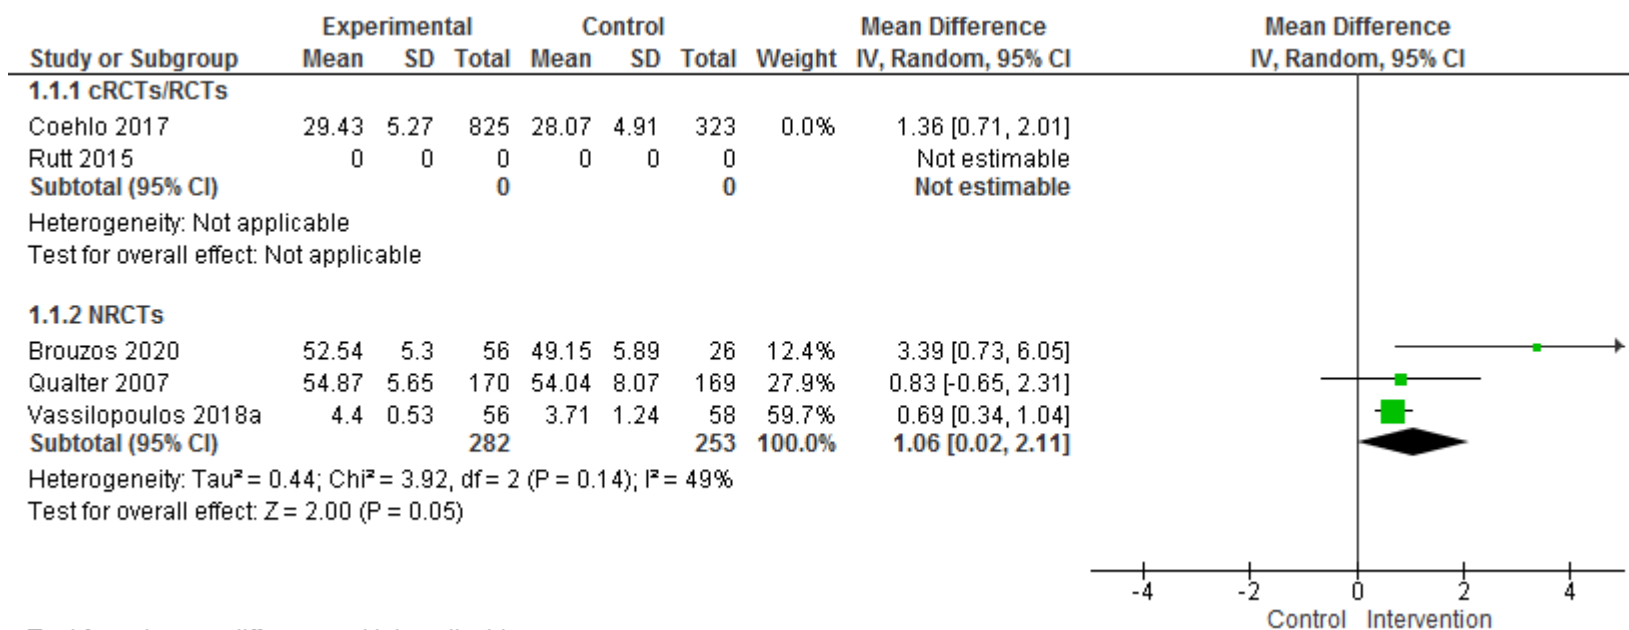 Experimental Control Mean Difference Mean Difference
Study or Subgroup Mean SD Total Mean SD Total Weight IV, Random, 95% CI IV, Random, 95% CI
1.1.1 cRCTs/RCTs
Coehlo 2017 29.43 5.27 825 28.07 4.91 323 0.0% 1.36 [0.71, 2.01]
Rutt 2015 0 0 0 0 0 0 Not estimable
Subtotal (95% CI) 0 0 Not estimable
Heterogeneity: Not applicable
Test for overall effect: Not applicable
1.1.2 NRCTs
Brouzos 2020 52.54 5.3 56 49.15 5.89 26 12.4% 3.39 [0.73, 6.05]
Qualter 2007 54.87 5.65 170 54.04 8.07 169 27.9% 0.83 [-0.65, 2.31]
Vassilopoulos 2018a 4.4 0.53 56 3.71 1.24 58 59.7% 0.69 [0.34, 1.04]
Subtotal (95% CI) 282 253 100.0% 1.06 [0.02, 2.11]
Heterogeneity: Tau² = 0.44; Chi² = 3.92, df = 2 (P = 0.14); I² = 49%
Test for overall effect: Z = 2.00 (P = 0.05)
-4 -2 0 2 4
Control Intervention